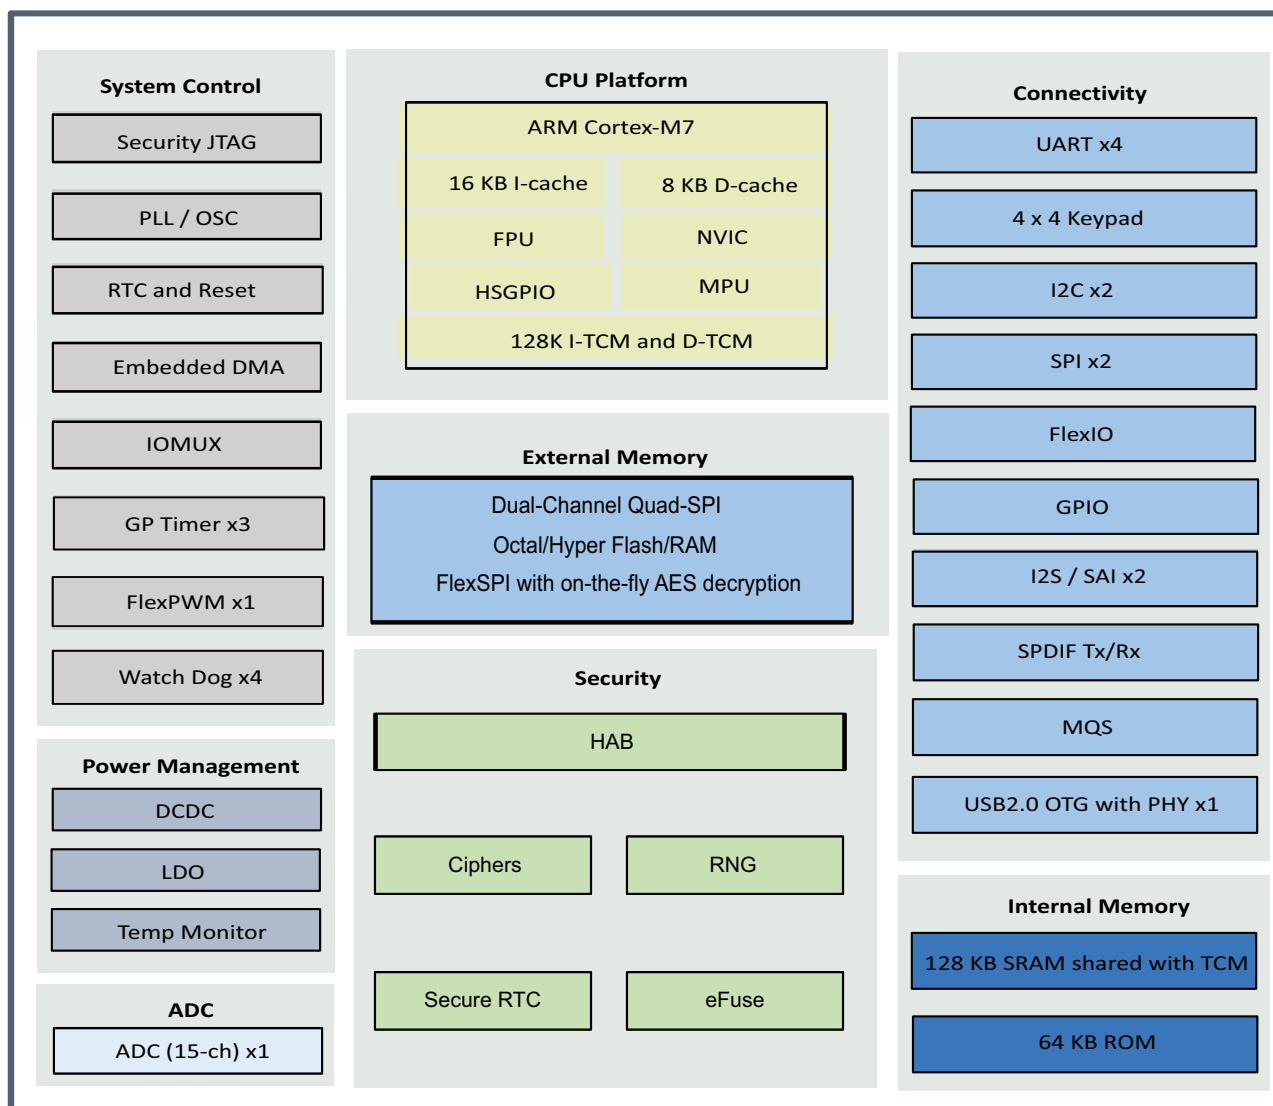 System Control
Security JTAG
PLL / OSC
RTC and Reset
Embedded DMA
IOMUX
GP Timer x3
FlexPWM x1
Watch Dog x4
Power Management
DCDC
LDO
Temp Monitor
ADC
ADC (15-ch) x1
CPU Platform
ARM Cortex-M7
16 KB I-cache
8 KB D-cache
FPU
NVIC
HSGPIO
MPU
128K I-TCM and D-TCM
External Memory
Dual-Channel Quad-SPI
Octal/Hyper Flash/RAM
FlexSPI with on-the-fly AES decryption
Security
HAB
Ciphers
RNG
Secure RTC
eFuse
Connectivity
UART x4
4 x 4 Keypad
I2C x2
SPI x2
FlexIO
GPIO
I2S / SAI x2
SPDIF Tx/Rx
MQS
USB2.0 OTG with PHY x1
Internal Memory
128 KB SRAM shared with TCM
64 KB ROM